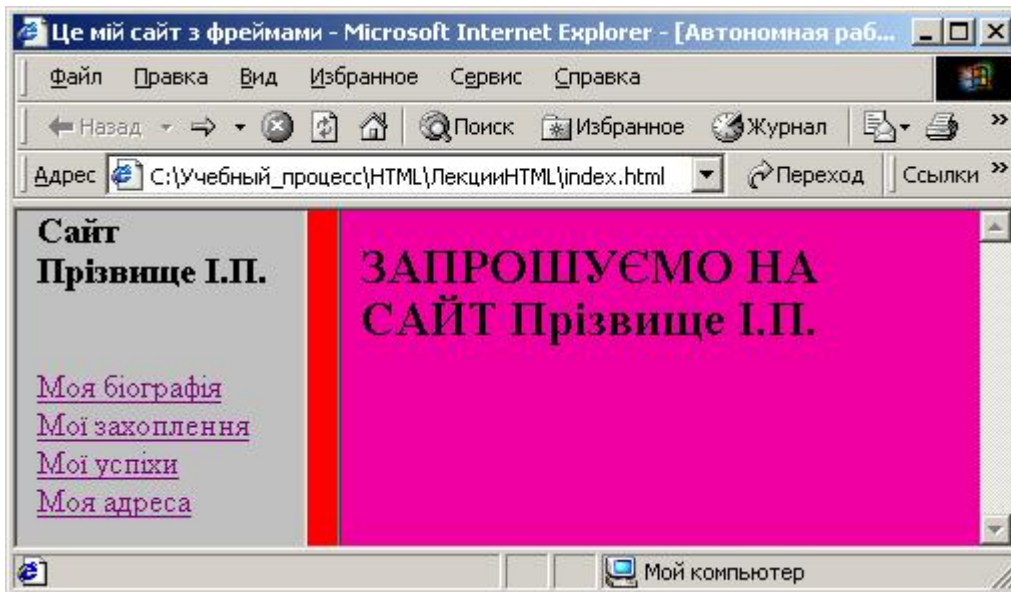 Це мій сайт з фреймами - Microsoft Internet Explorer - [Автономная раб...
Файл Правка Вид Избранное Сервис Справка
Назад Поиск Избранное Журнал »
Адрес C:\Учебный_процесс\HTML\ЛекцииHTML\index.html Переход Ссылки »
Сайт
Прізвище І.П.
ЗАПРОШУЄМО НА
САЙТ Прізвище І.П.
Моя біографія
Мої захоплення
Мої успіхи
Моя адреса
Мой компьютер